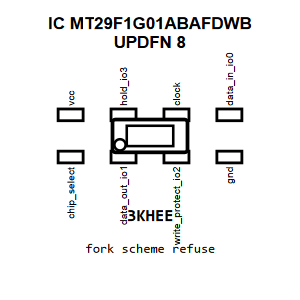 IC MT29F1G01ABAFDWB
UPDFN 8
vcc
hold_io3
clock
data_in_io0
chip_select
data_out_io1
write_protect_io2
gnd
3KHEE
fork scheme refuse